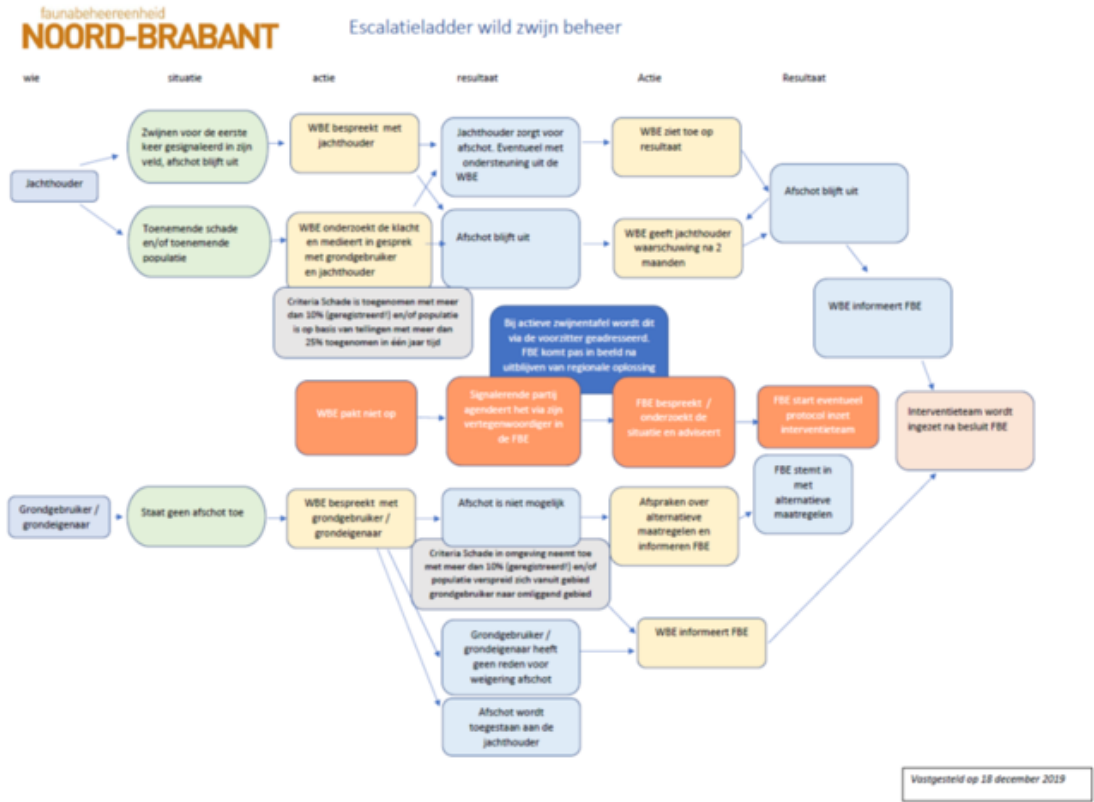 faunabeheereenheid
NOORD-BRABANT
Escalatieladder wild zwijn beheer
wie
situatie
actie
resultaat
Actie
Resultaat
Jachthouder
Zwijnen voor de eerste
keer gesignaleerd in zijn
veld, afschot blijft uit
WBE bespreekt met
jachthouder
Jachthouder zorgt voor
afschot. Eventueel met
ondersteuning uit de
WBE
WBE ziet toe op
resultaat
Afschot blijft uit
Toenemende schade
en/of toenemende
populatie
WBE onderzoekt de klacht
en medieert in gesprek
met grondgebruiker
en jachthouder
Afschot blijft uit
WBE geeft jachthouder
waarschuwing na 2
maanden
WBE informeert FBE
Criteria Schade is toegenomen met meer
dan 10% (geregistreerd!) en/of populatie
is op basis van tellingen met meer dan
25% toegenomen in één jaar tijd
Bij actieve zwijnentafel wordt dit
via de voorzitter geadresseerd.
FBE komt pas in beeld na
uitblijven van regionale oplossing
WBE pakt niet op
Signalerende partij
agendeert het via zijn
vertegenwoordiger in
de FBE
FBE bespreekt /
onderzoekt de
situatie en adviseert
FBE start eventueel
protocol inzet
interventieteam
Interventieteam wordt
ingezet na besluit FBE
Grondgebruiker /
grondeigenaar
Staat geen afschot toe
WBE bespreekt met
grondgebruiker /
grondeigenaar
Afschot is niet mogelijk
Afspraken over
alternatieve
maatregelen en
informeren FBE
FBE stemt in
met
alternatieve
maatregelen
Criteria Schade in omgeving neemt toe
met meer dan 10% (geregistreerd!) en/of
populatie verspreid zich vanuit gebied
grondgebruiker naar omliggend gebied
WBE informeert FBE
Grondgebruiker /
grondeigenaar heeft
geen reden voor
weigering afschot
Afschot wordt
toegestaan aan de
jachthouder
Vastgesteld op 18 december 2019